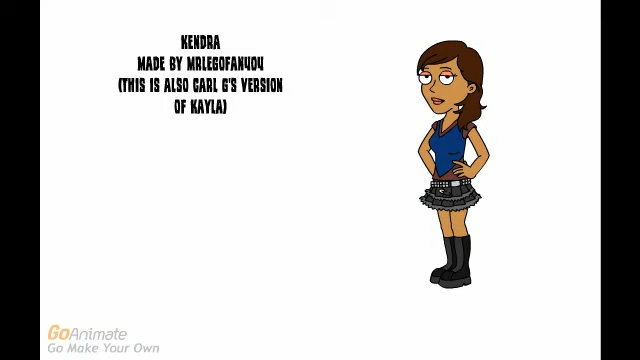 KENDRA
MADE BY MRLEGOFAN404
(THIS IS ALSO CARL G'S VERSION
OF KAYLA)
GoAnimate
Go Make Your Own